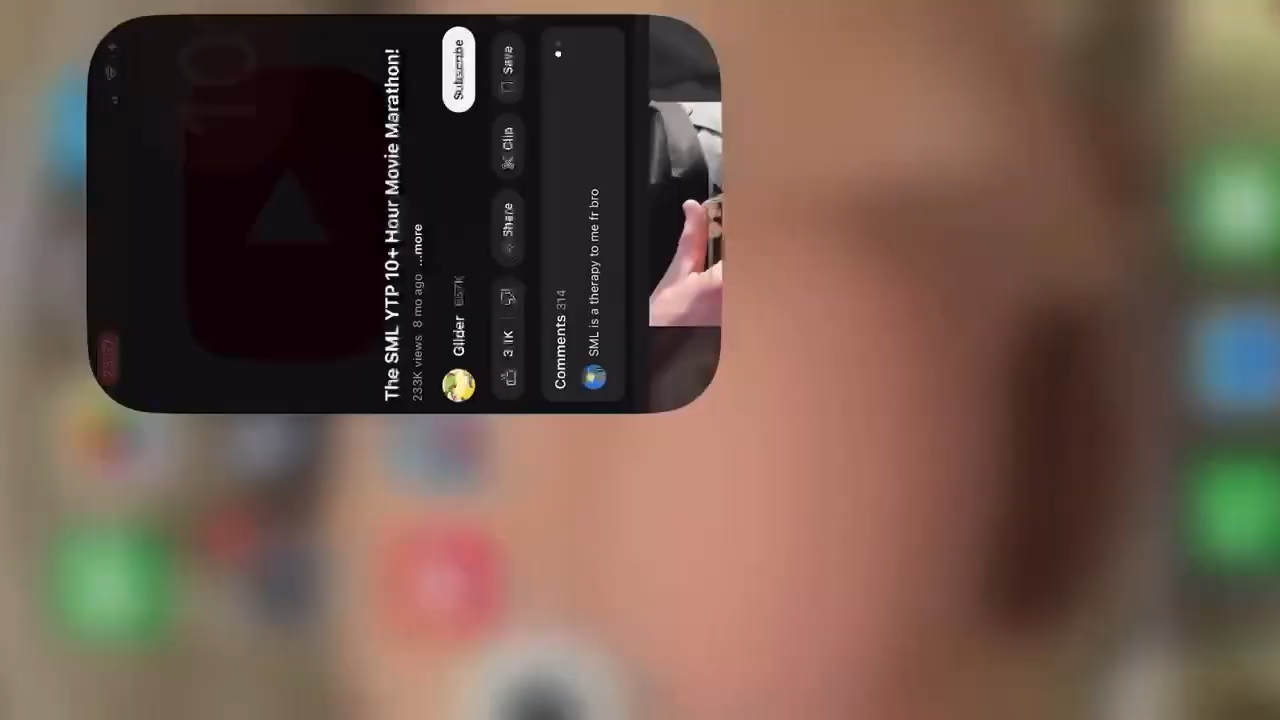 10
The SML YTP 10+ Hour Movie Marathon!
233K views 8 mo ago ...more
Glider
Subscribe
3.1K
Share
Clip
Save
Comments 314
SML is a therapy to me fr bro